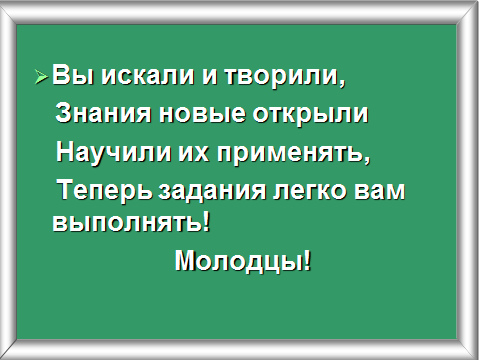 Вы искали и творили,
Знания новые открыли
Научили их применять,
Теперь задания легко вам
выполнять!
Молодцы!